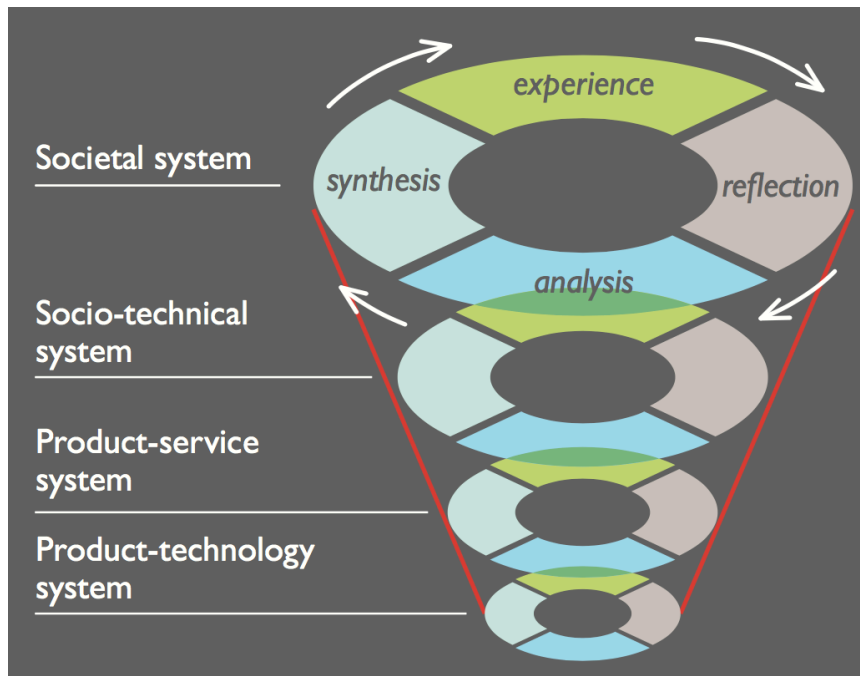 experience
Societal system
synthesis
reflection
analysis
Socio-technical
system
Product-service
system
Product-technology
system